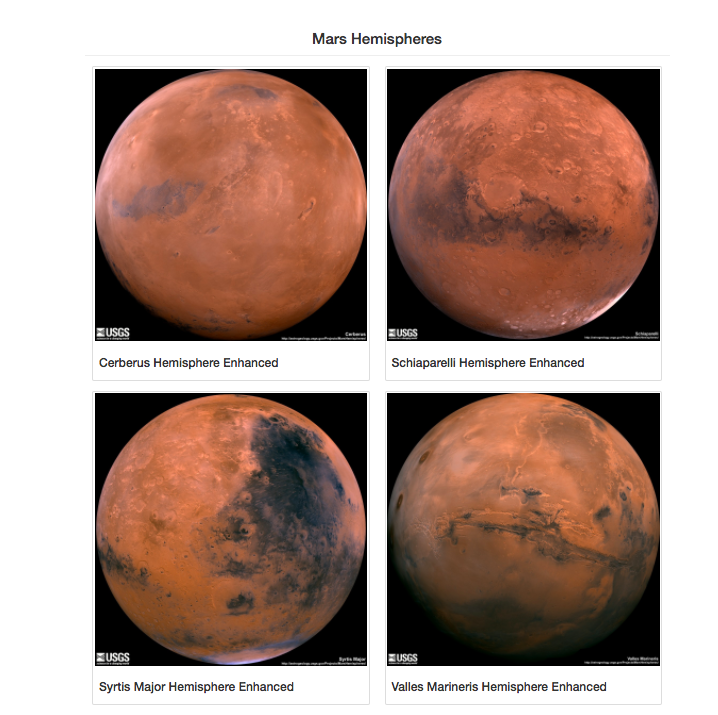 Mars Hemispheres
USGS
Cerberus
Cerberus Hemisphere Enhanced
USGS
Schiaparelli
Schiaparelli Hemisphere Enhanced
USGS
Syrtis Major
Syrtis Major Hemisphere Enhanced
USGS
Valles Marineris
Valles Marineris Hemisphere Enhanced